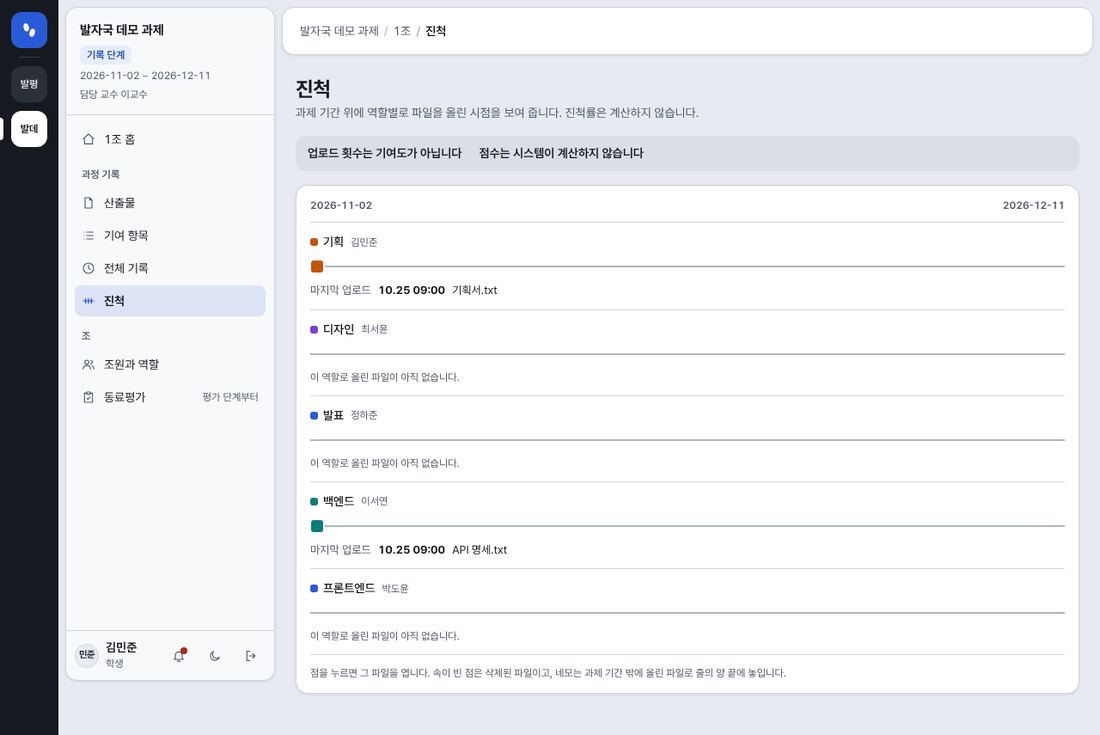 발평
발데
발자국 데모 과제
기록 단계
2026-11-02 ~ 2026-12-11
담당 교수 이교수
1조 홈
과정 기록
산출물
기여 항목
전체 기록
진척
조
조원과 역할
동료평가 평가 단계부터
민준 김민준
학생
발자국 데모 과제 / 1조 / 진척
진척
과제 기간 위에 역할별로 파일을 올린 시점을 보여 줍니다. 진척률은 계산하지 않습니다.
업로드 횟수는 기여도가 아닙니다 점수는 시스템이 계산하지 않습니다
2026-11-02 2026-12-11
기획 김민준
마지막 업로드 10.25 09:00 기획서.txt
디자인 최서윤
이 역할로 올린 파일이 아직 없습니다.
발표 정하준
이 역할로 올린 파일이 아직 없습니다.
백엔드 이서연
마지막 업로드 10.25 09:00 API 명세.txt
프론트엔드 박도윤
이 역할로 올린 파일이 아직 없습니다.
점을 누르면 그 파일을 엽니다. 속이 빈 점은 삭제된 파일이고, 네모는 과제 기간 밖에 올린 파일로 줄의 양 끝에 놓입니다.